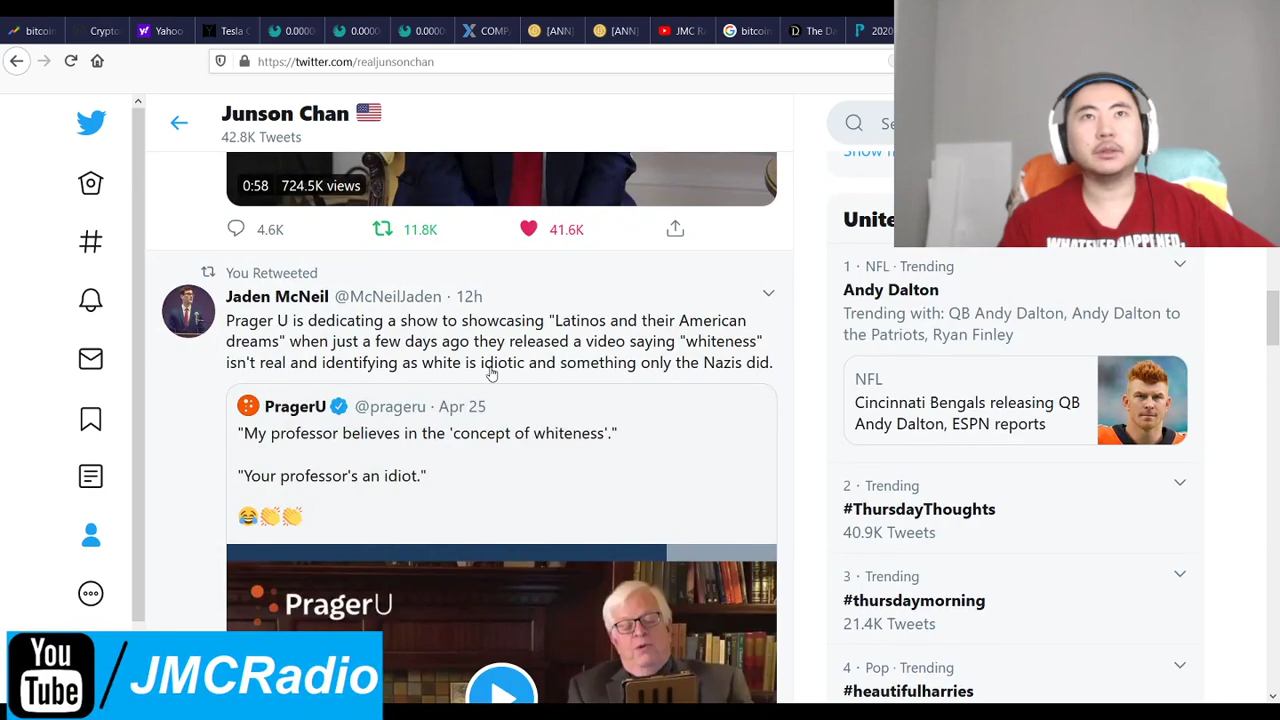 bitcoin
Crypto
Yahoo
Tesla
0.0000
0.0000
0.0000
COMP
[ANN]
[ANN]
JMC R
bitcoin
The Da
2020
https://twitter.com/realjunsonchan
Junson Chan
42.8K Tweets
0:58 724.5K views
4.6K 11.8K 41.6K
You Retweeted
Jaden McNeil @McNeilJaden · 12h
Prager U is dedicating a show to showcasing "Latinos and their American
dreams" when just a few days ago they released a video saying "whiteness"
isn't real and identifying as white is idiotic and something only the Nazis did.
PragerU @prageru · Apr 25
"My professor believes in the 'concept of whiteness'."
"Your professor's an idiot." 
😂👏👏
PragerU
You
Tube
/JMCRadio
Se
Unite
1 · NFL · Trending
Andy Dalton
Trending with: QB Andy Dalton, Andy Dalton to
the Patriots, Ryan Finley
NFL
Cincinnati Bengals releasing QB
Andy Dalton, ESPN reports
2 · Trending
#ThursdayThoughts
40.9K Tweets
3 · Trending
#thursdaymorning
21.4K Tweets
4 · Pop · Trending
#heautifulharries
WHATEVER HAPPENED